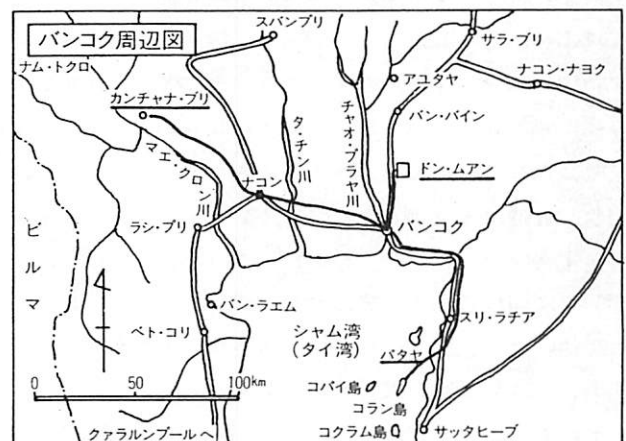 バンコク周辺図
スバンブリ
サラ・ブリ
ナム・トクロ
アユタヤ
ナコン・ナヨク
カンチャナ・ブリ
バン・バイン
チャオ・プラヤ川
タ・チン川
マエ・クロン川
ドン・ムアン
ナコン
ラシ・ブリ
バンコク
ビルマ
バン・ラエム
スリ・ラチア
ベト・コリ
シャム湾
(タイ湾)
パタヤ
0 50 100km
コバイ島
コラン島
クァラルンプールへ
コクラム島
サッタヒープ